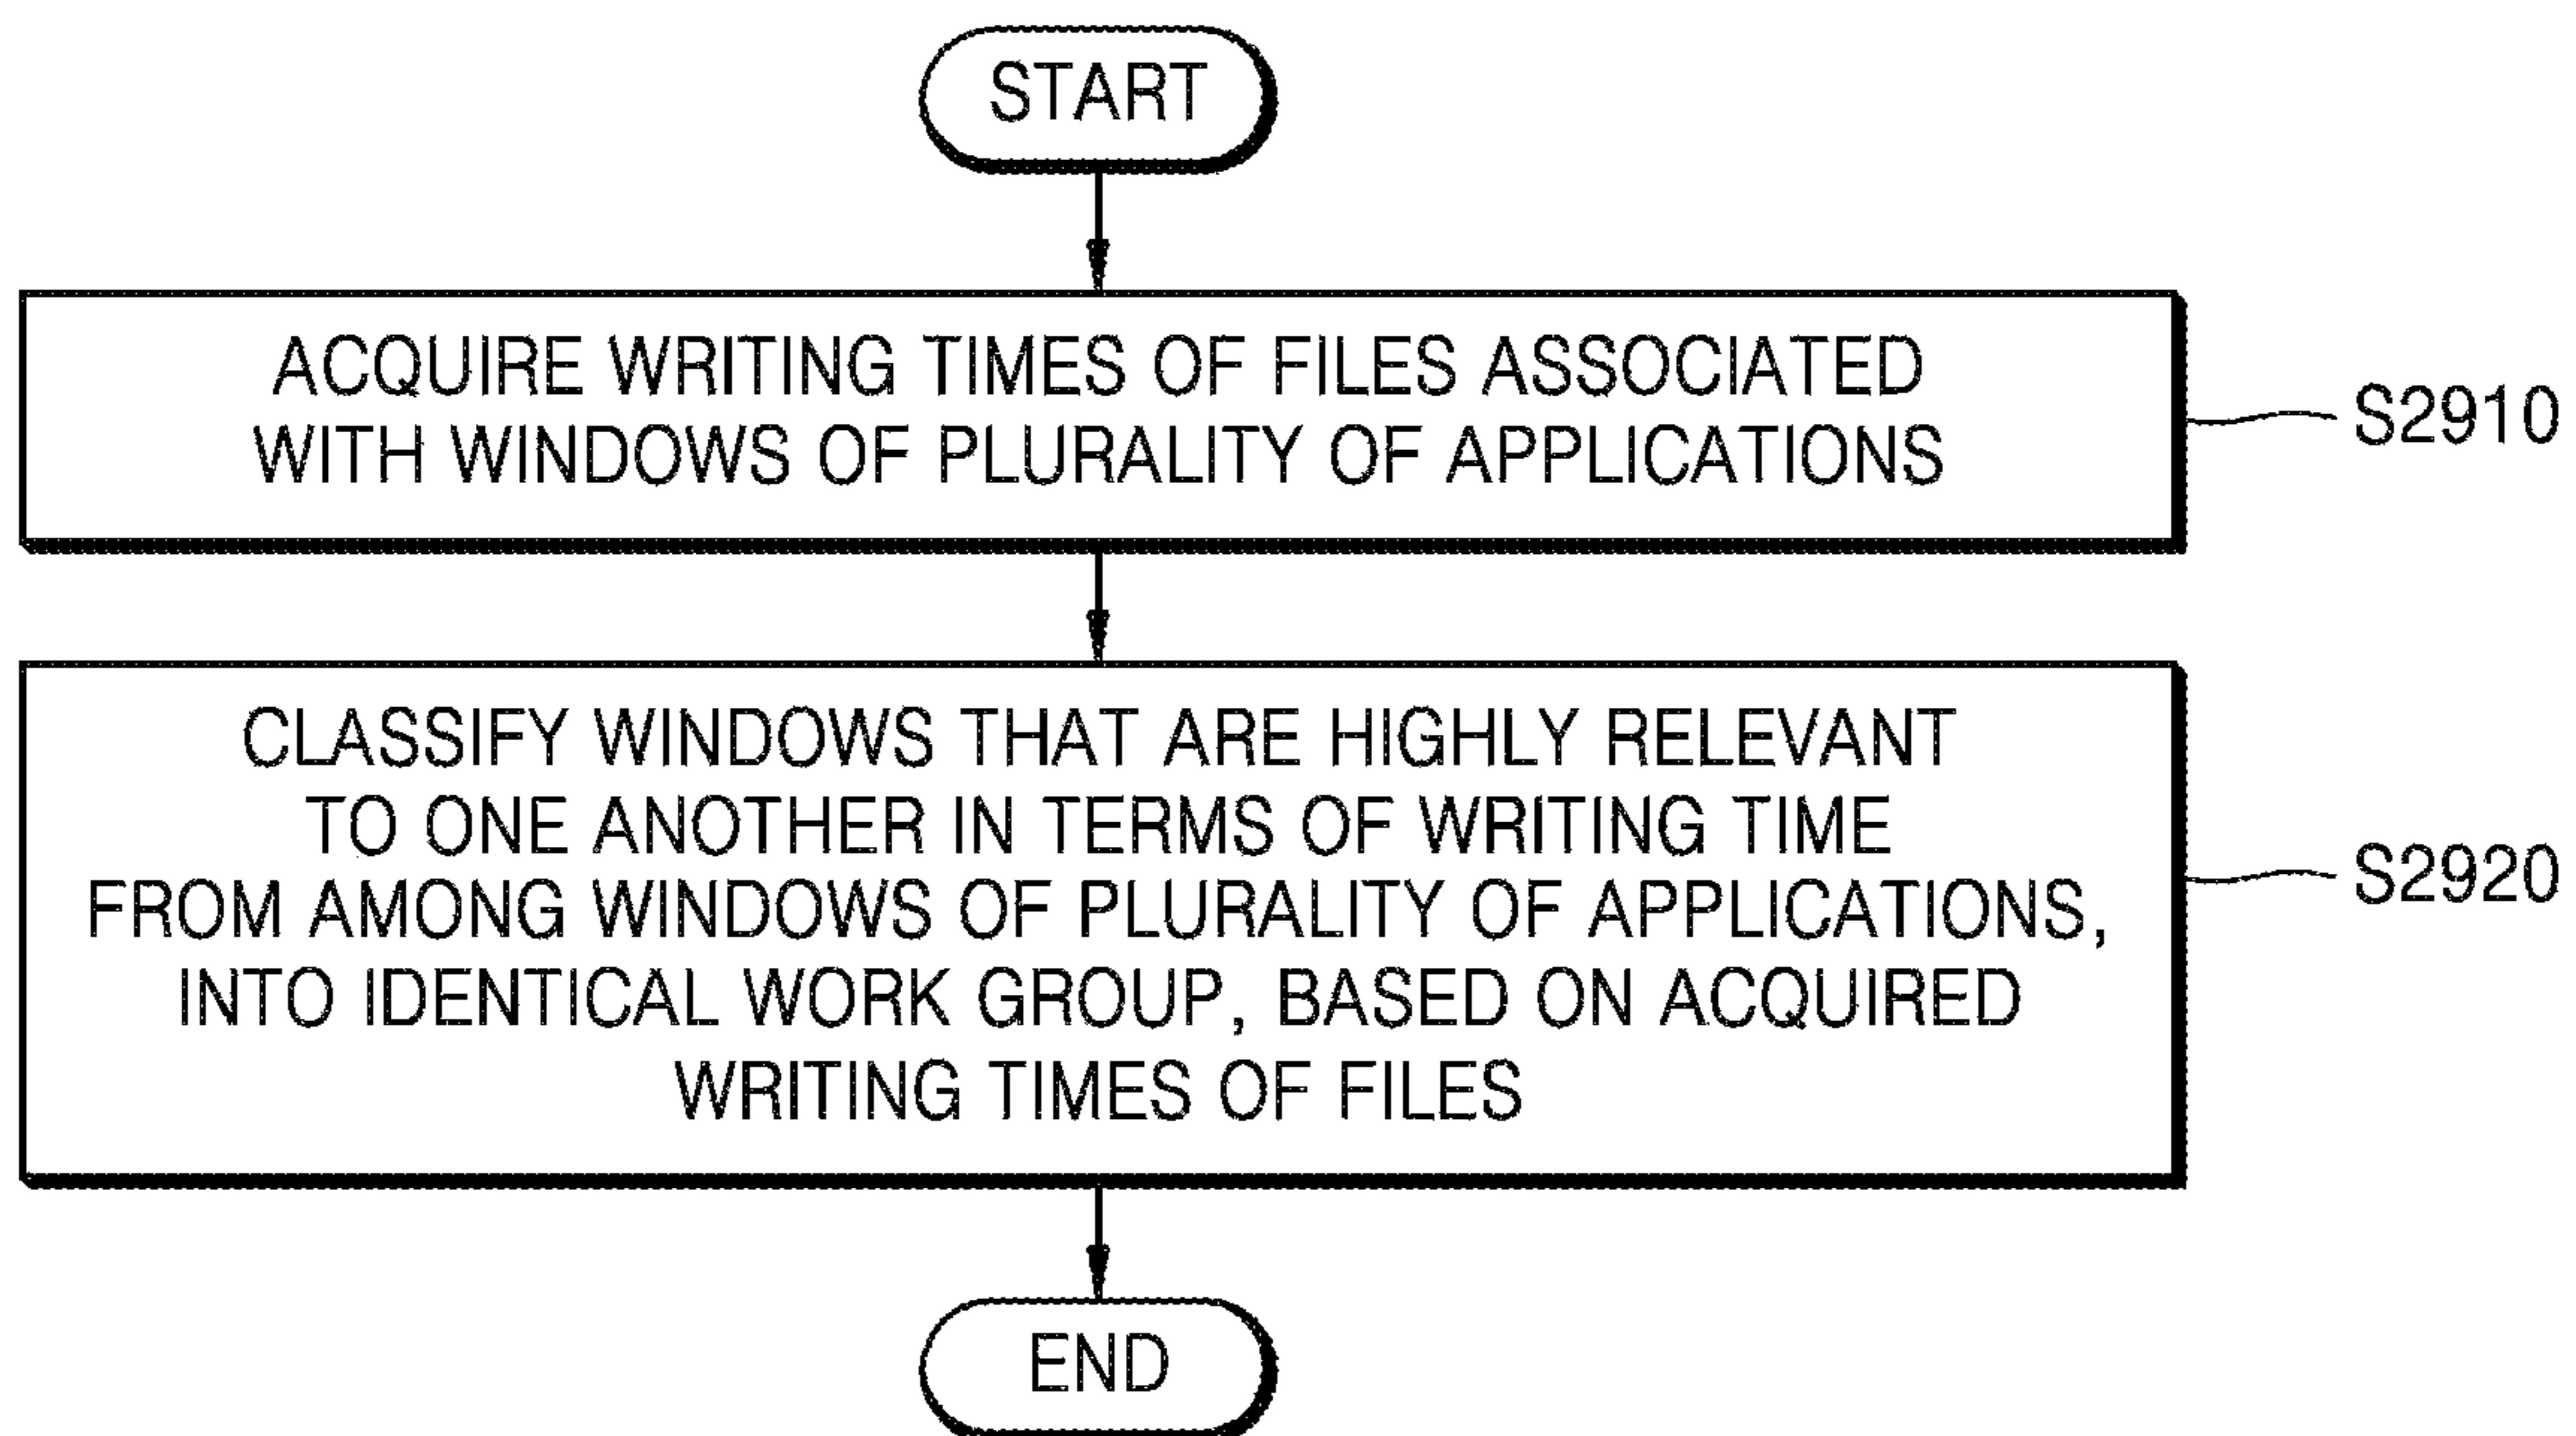 START
ACQUIRE WRITING TIMES OF FILES ASSOCIATED
WITH WINDOWS OF PLURALITY OF APPLICATIONS
S2910
CLASSIFY WINDOWS THAT ARE HIGHLY RELEVANT
TO ONE ANOTHER IN TERMS OF WRITING TIME
FROM AMONG WINDOWS OF PLURALITY OF APPLICATIONS,
INTO IDENTICAL WORK GROUP, BASED ON ACQUIRED
WRITING TIMES OF FILES
S2920
END